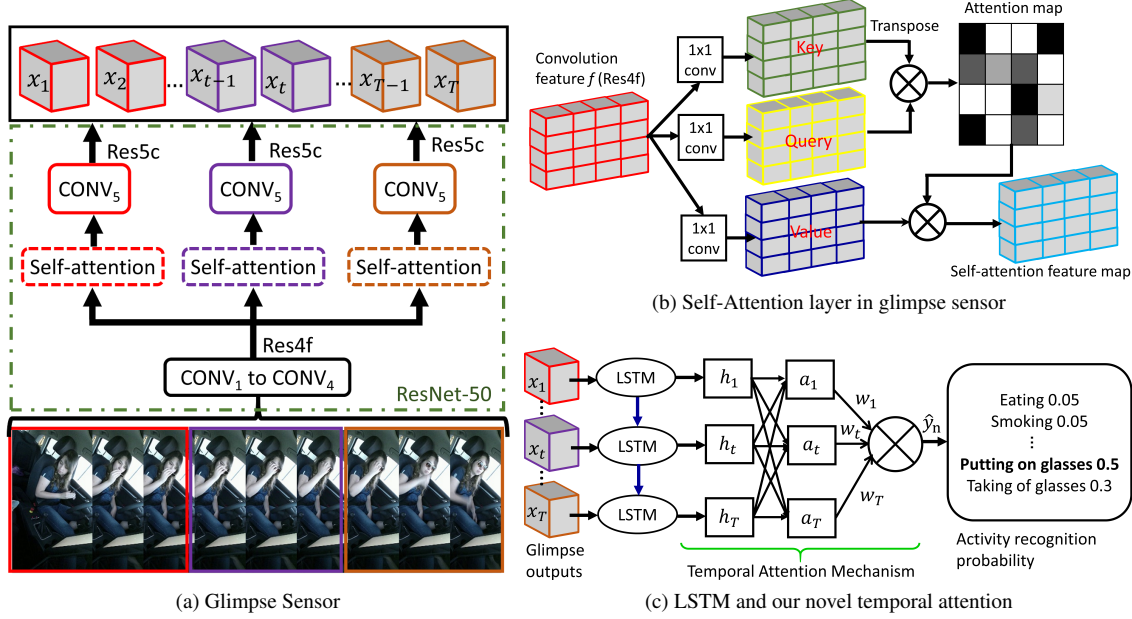 x1 x2 ... xt−1 xt ... xT−1 xT
Res5c Res5c Res5c
CONV5 CONV5 CONV5
Self-attention Self-attention Self-attention
Res4f
CONV1 to CONV4
ResNet-50
(a) Glimpse Sensor
Convolution
feature f (Res4f)
1x1
conv
1x1
conv
1x1
conv
Key
Query
Value
Transpose
Attention
map
Self-attention feature map
(b) Self-Attention layer in glimpse sensor
x1 LSTM h1 a1 w1
xt LSTM ht at wt
xT LSTM hT aT wT
ŷn
Glimpse
outputs
Temporal Attention Mechanism
Eating 0.05
Smoking 0.05
⋮
Putting on glasses 0.5
Taking of glasses 0.3
Activity recognition
probability
(c) LSTM and our novel temporal attention